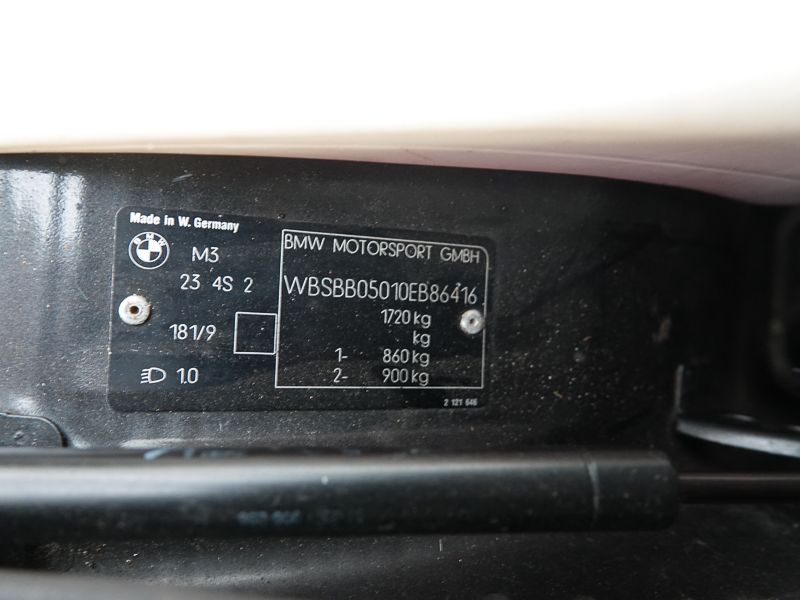 Made in W. Germany
BMW
M3
23 4S 2
181/9
1.0
BMW MOTORSPORT GMBH
WBSBB05010EB86416
1720 kg
kg
1- 860 kg
2- 900 kg
2 121 646